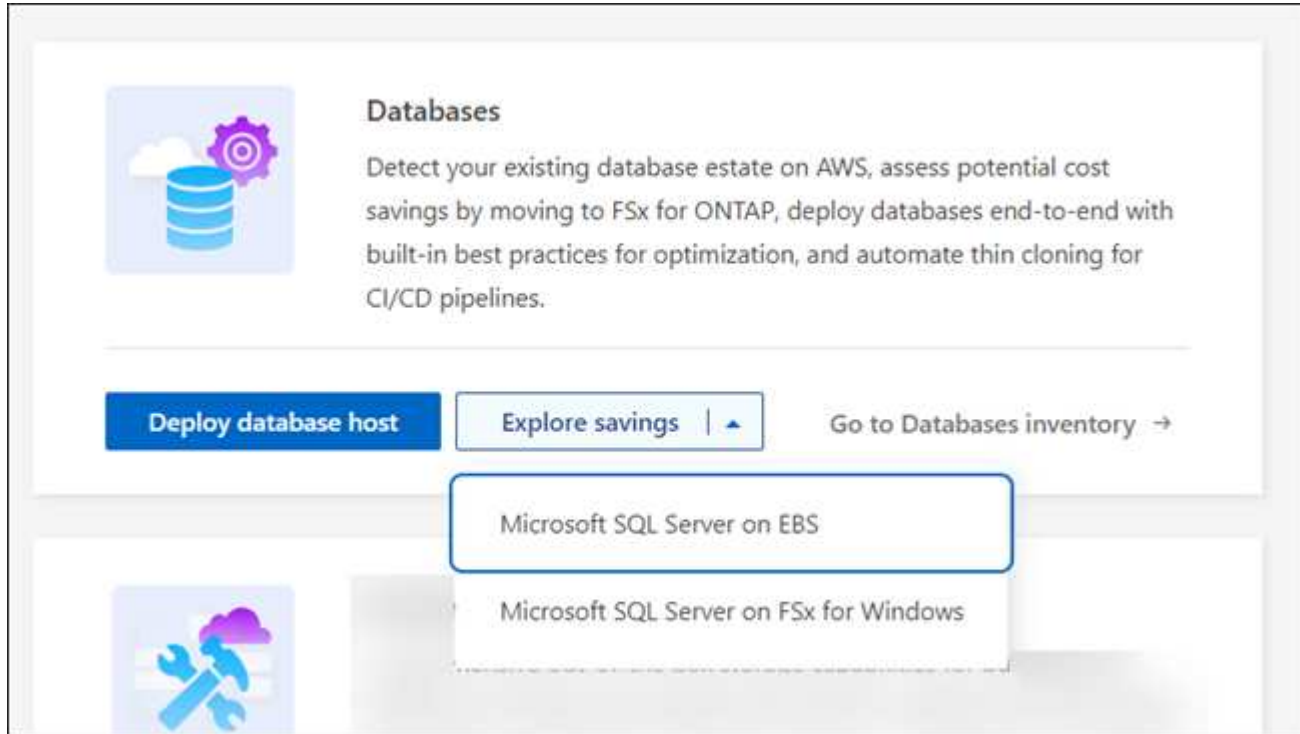 Databases
Detect your existing database estate on AWS, assess potential cost
savings by moving to FSx for ONTAP, deploy databases end-to-end with
built-in best practices for optimization, and automate thin cloning for
CI/CD pipelines.
Deploy database host
Explore savings
Go to Databases inventory →
Microsoft SQL Server on EBS
Microsoft SQL Server on FSx for Windows